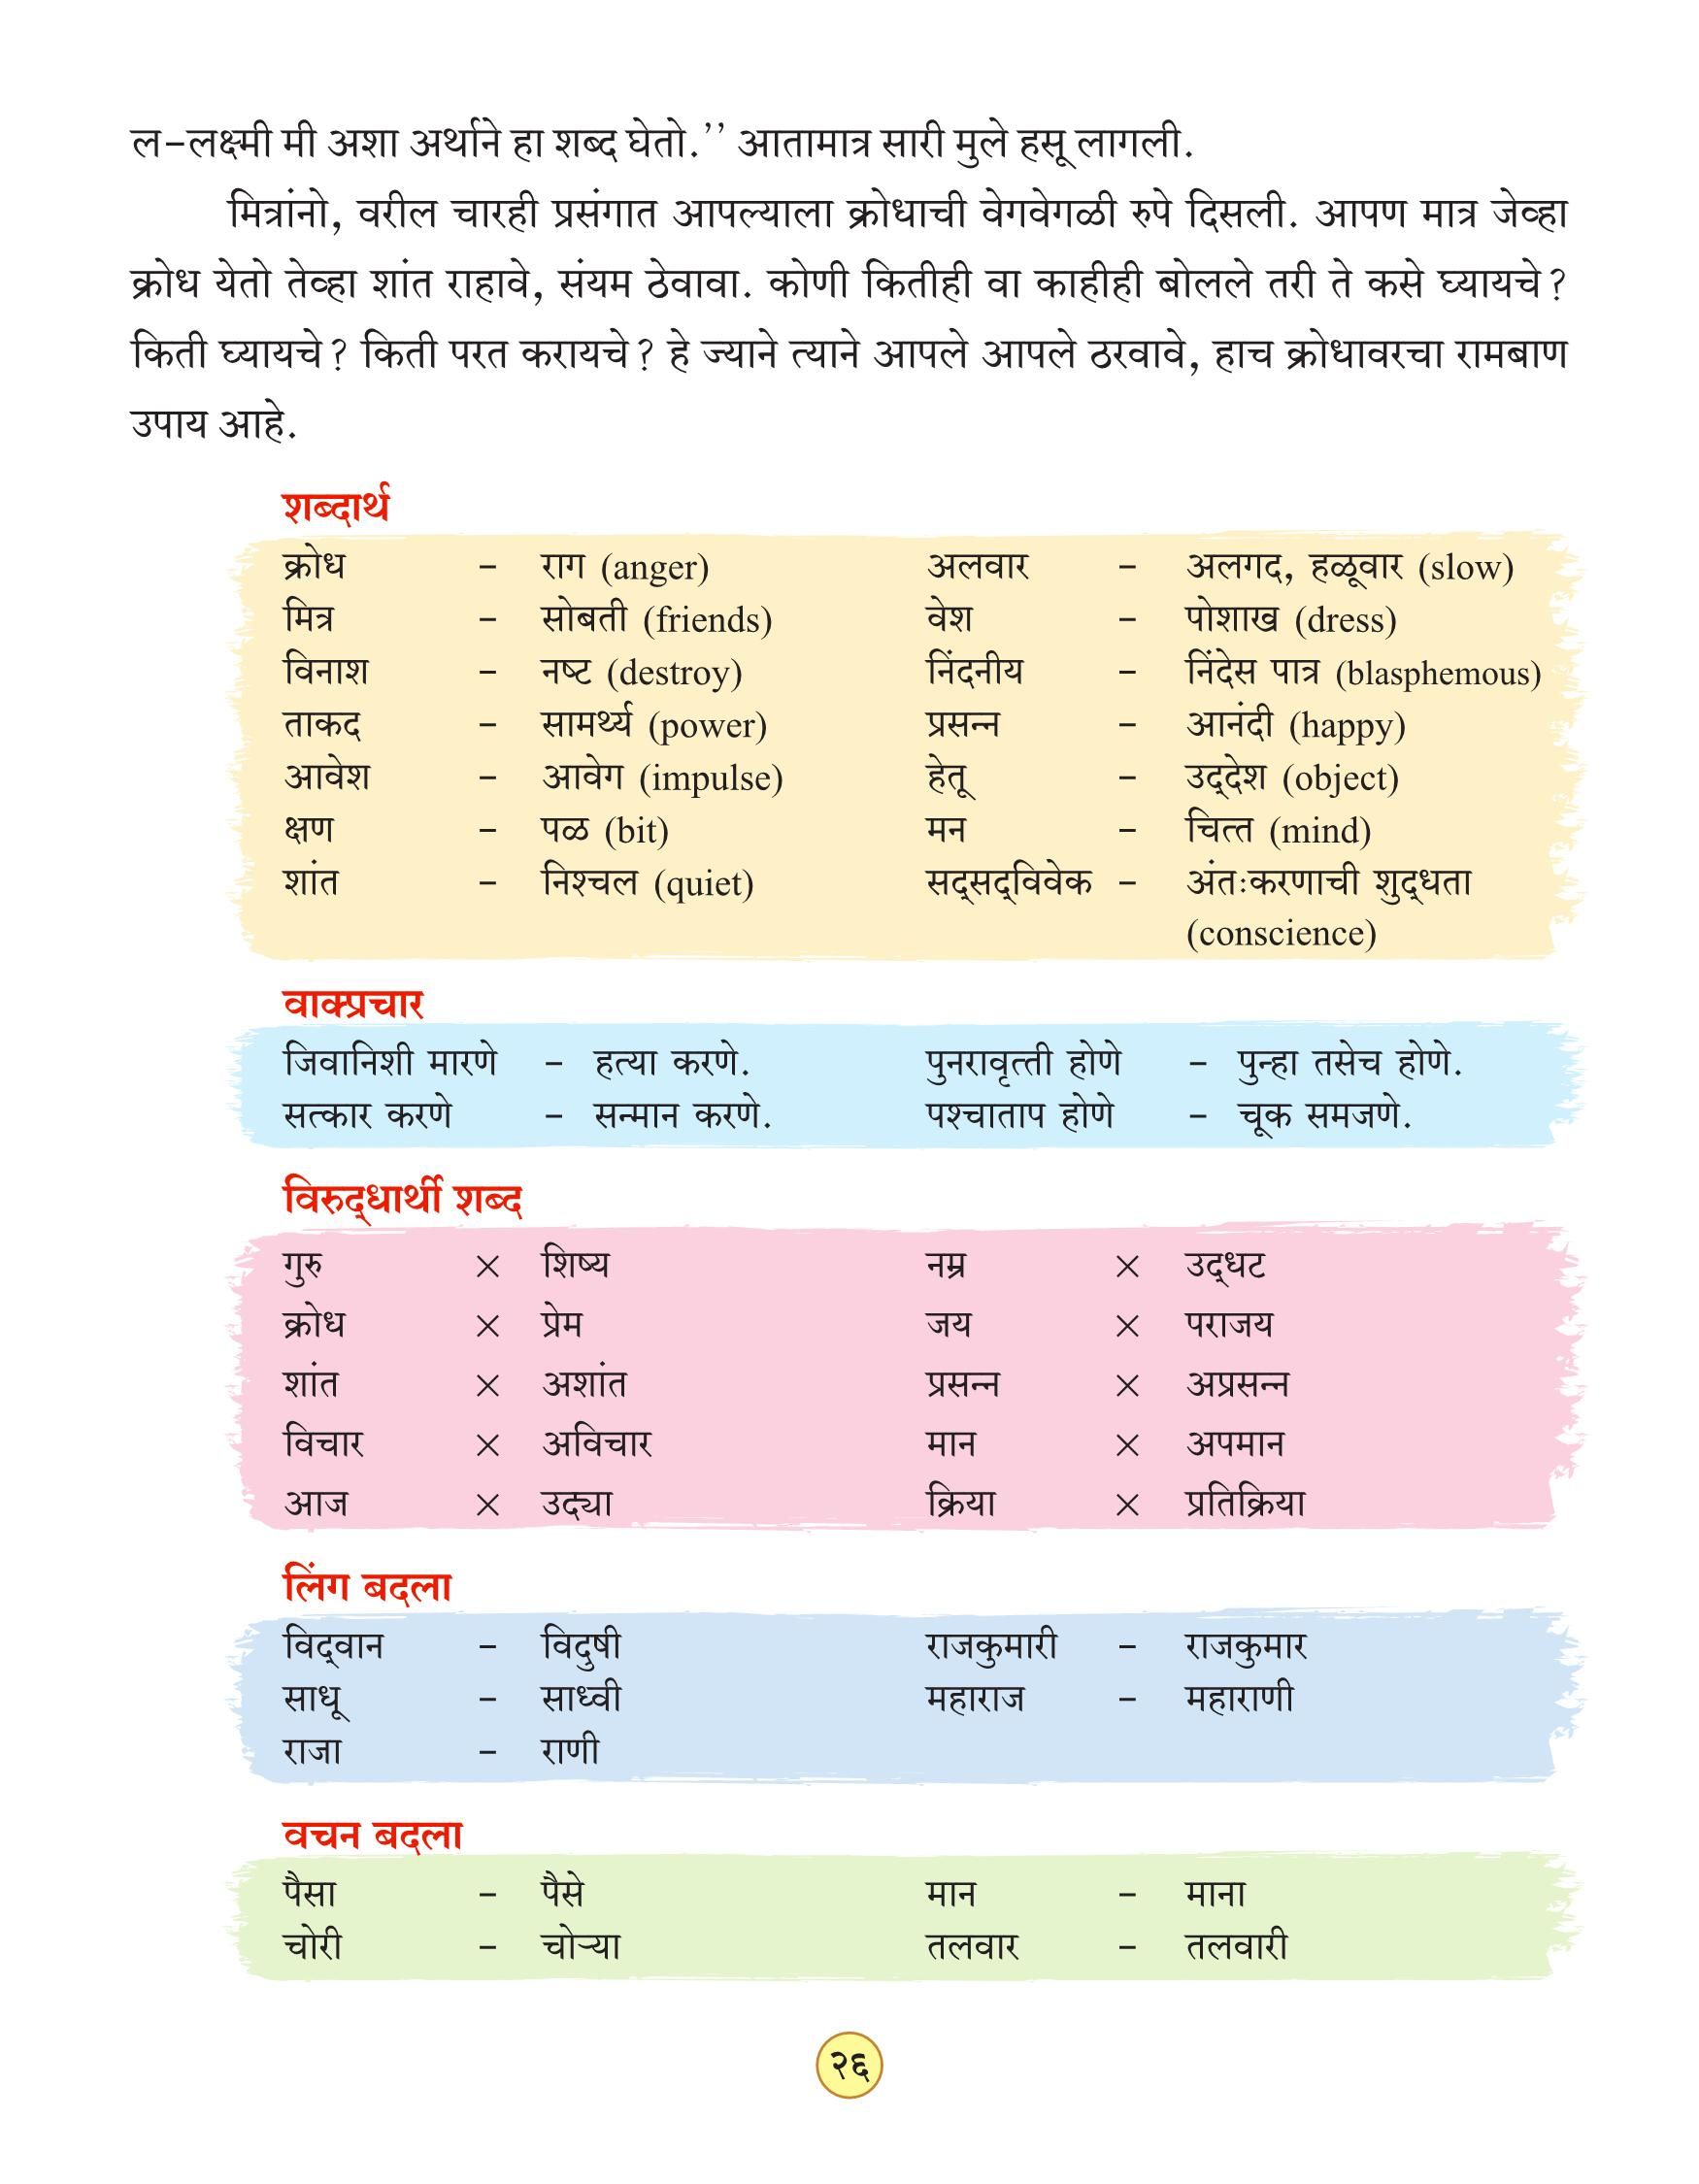 ल–लक्ष्मी मी अशा अर्थाने हा शब्द घेतो.’’ आतामात्र सारी मुले हसू लागली.
मित्रांनो, वरील चारही प्रसंगात आपल्याला क्रोधाची वेगवेगळी रुपे दिसली. आपण मात्र जेव्हा
क्रोध येतो तेव्हा शांत राहावे, संयम ठेवावा. कोणी कितीही वा काहीही बोलले तरी ते कसे घ्यायचे?
किती घ्यायचे? किती परत करायचे? हे ज्याने त्याने आपले आपले ठरवावे, हाच क्रोधावरचा रामबाण
उपाय आहे.
शब्दार्थ
क्रोध – राग (anger) अलवार – अलगद, हळूवार (slow)
मित्र – सोबती (friends) वेश – पोशाख (dress)
विनाश – नष्ट (destroy) निंदनीय – निंदेस पात्र (blasphemous)
ताकद – सामर्थ्य (power) प्रसन्न – आनंदी (happy)
आवेश – आवेग (impulse) हेतू – उद्‌देश (object)
क्षण – पळ (bit) मन – चित्त (mind)
शांत – निश्चल (quiet) सद्‌सद्‌विवेक – अंतःकरणाची शुद्‌धता
(conscience)
वाक्प्रचार
जिवानिशी मारणे – हत्या करणे. पुनरावृत्ती होणे – पुन्हा तसेच होणे.
सत्कार करणे – सन्मान करणे. पश्चाताप होणे – चूक समजणे.
विरुद्‌धार्थी शब्द
गुरु × शिष्य नम्र × उद्‌धट
क्रोध × प्रेम जय × पराजय
शांत × अशांत प्रसन्न × अप्रसन्न
विचार × अविचार मान × अपमान
आज × उद्या क्रिया × प्रतिक्रिया
लिंग बदला
विद्‌वान – विदुषी राजकुमारी – राजकुमार
साधू – साध्वी महाराज – महाराणी
राजा – राणी
वचन बदला
पैसा – पैसे मान – माना
चोरी – चोऱ्या तलवार – तलवारी
२६